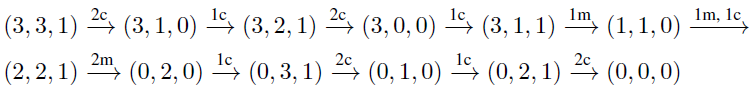 (3, 3, 1) —2c→ (3, 1, 0) —1c→ (3, 2, 1) —2c→ (3, 0, 0) —1c→ (3, 1, 1) —1m→ (1, 1, 0) —1m, 1c→
(2, 2, 1) —2m→ (0, 2, 0) —1c→ (0, 3, 1) —2c→ (0, 1, 0) —1c→ (0, 2, 1) —2c→ (0, 0, 0)